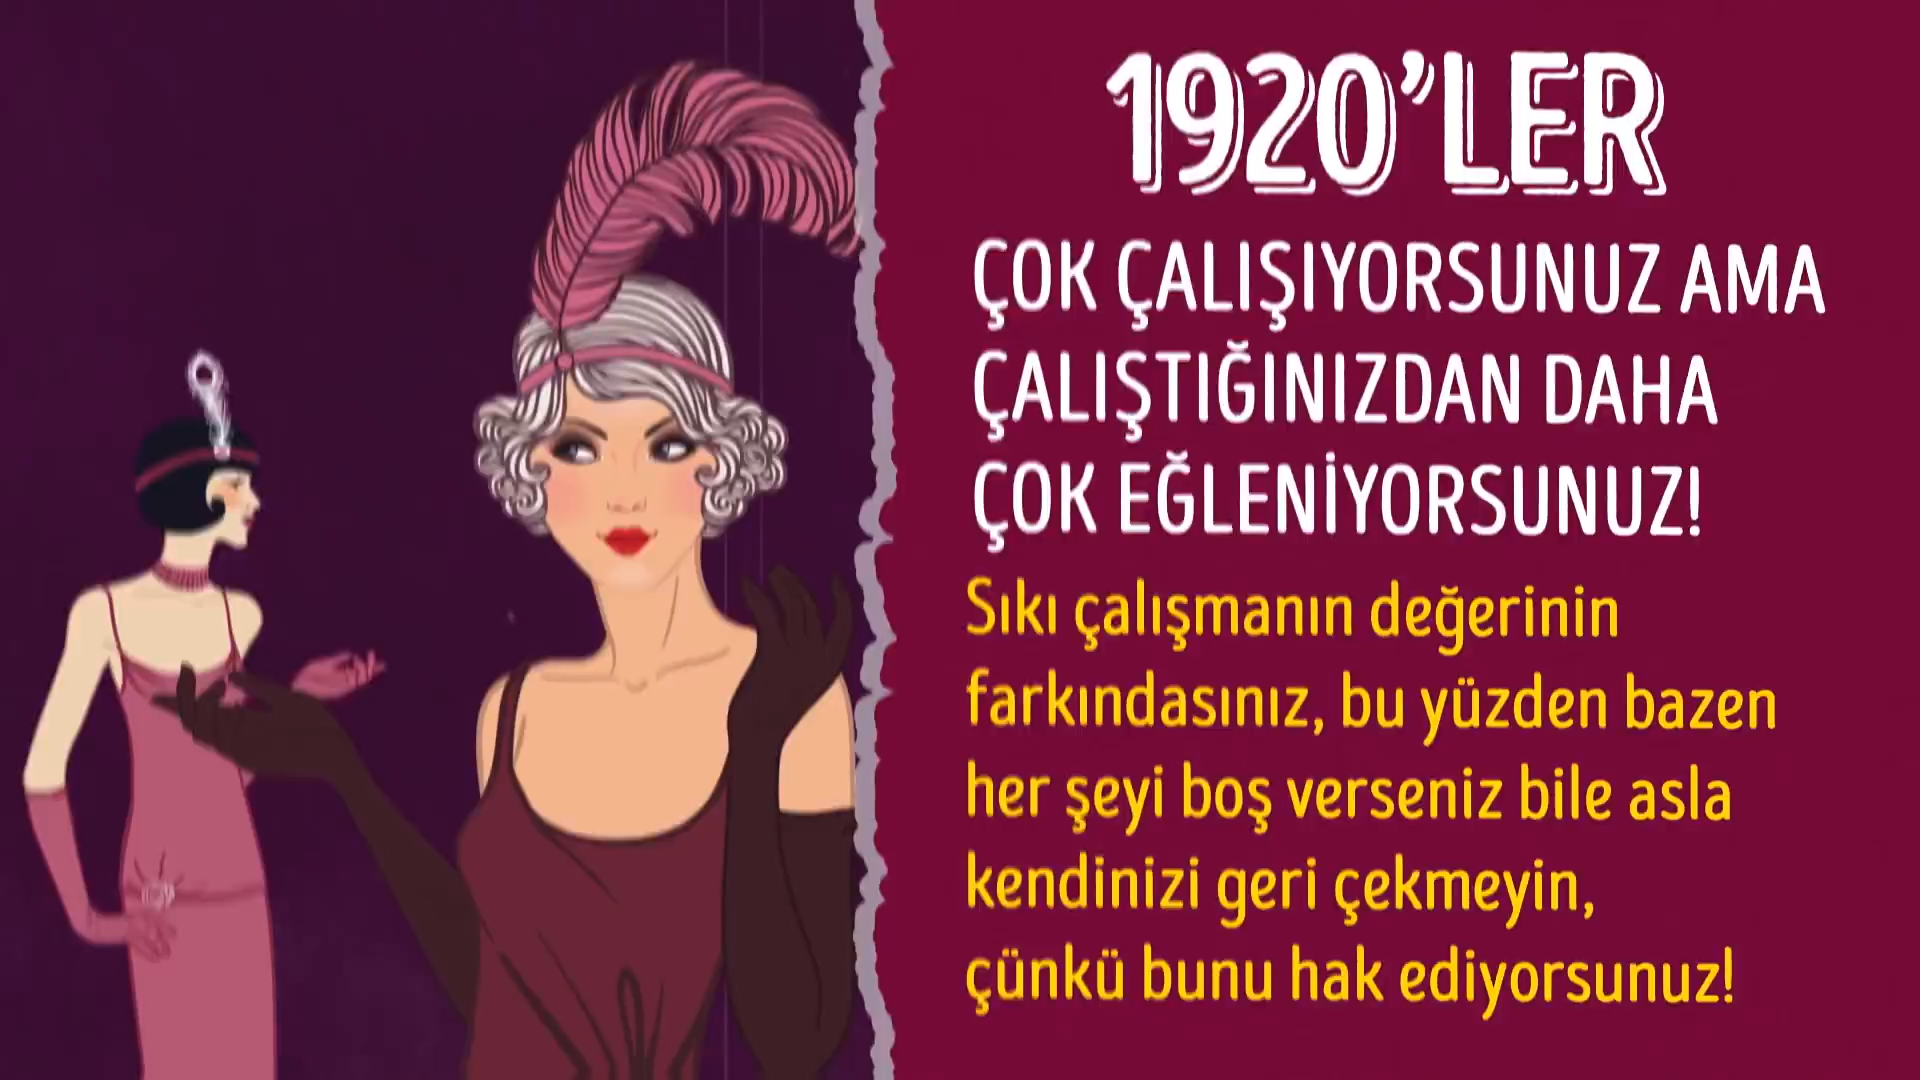 1920'LER
ÇOK ÇALIŞIYORSUNUZ AMA
ÇALIŞTIĞINIZDAN DAHA
ÇOK EĞLENİYORSUNUZ!
Sıkı çalışmanın değerinin
farkındasınız, bu yüzden bazen
her şeyi boş verseniz bile asla
kendinizi geri çekmeyin,
çünkü bunu hak ediyorsunuz!